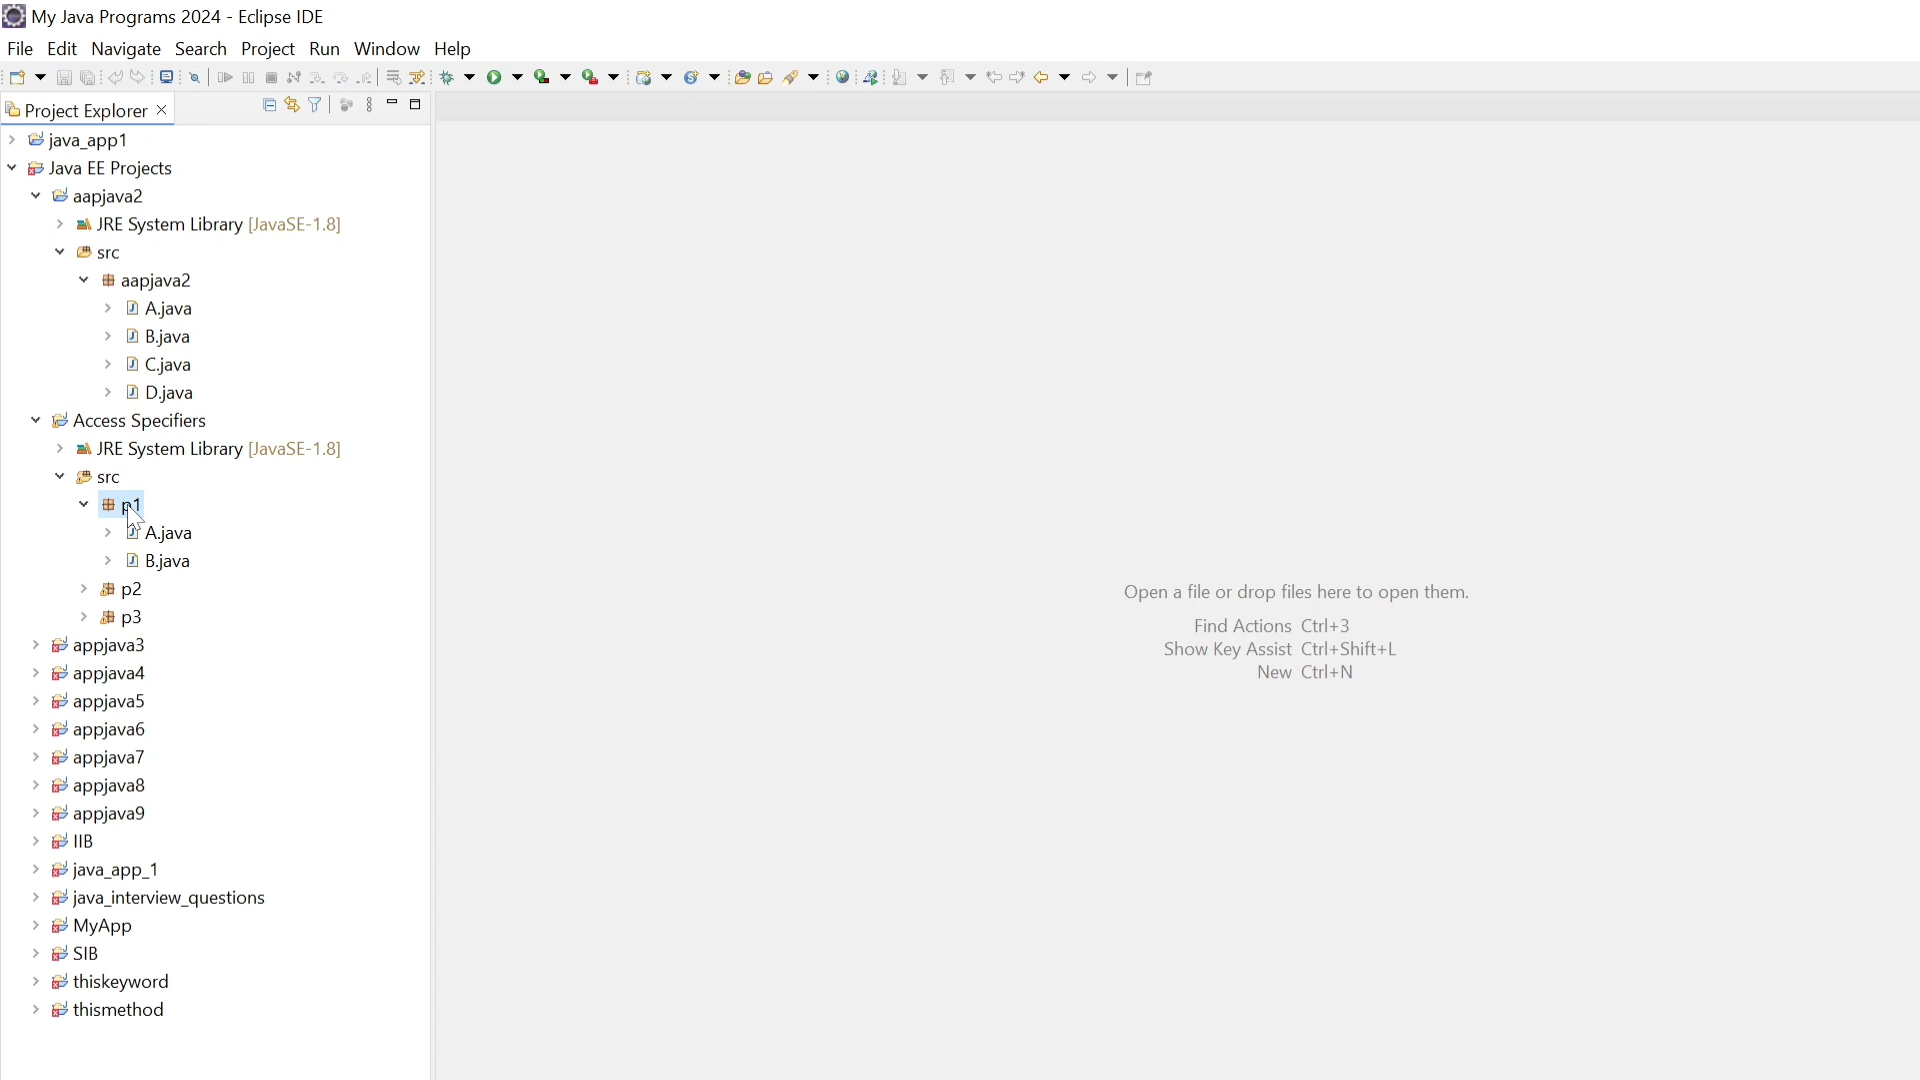 My Java Programs 2024 - Eclipse IDE
File Edit Navigate Search Project Run Window Help
Project Explorer
java_app1
Java EE Projects
aapjava2
JRE System Library [JavaSE-1.8]
src
aapjava2
A.java
B.java
C.java
D.java
Access Specifiers
JRE System Library [JavaSE-1.8]
src
p1
A.java
B.java
p2
p3
appjava3
appjava4
appjava5
appjava6
appjava7
appjava8
appjava9
IIB
java_app_1
java_interview_questions
MyApp
SIB
thiskeyword
thismethod
Open a file or drop files here to open them.
Find Actions Ctrl+3
Show Key Assist Ctrl+Shift+L
New Ctrl+N